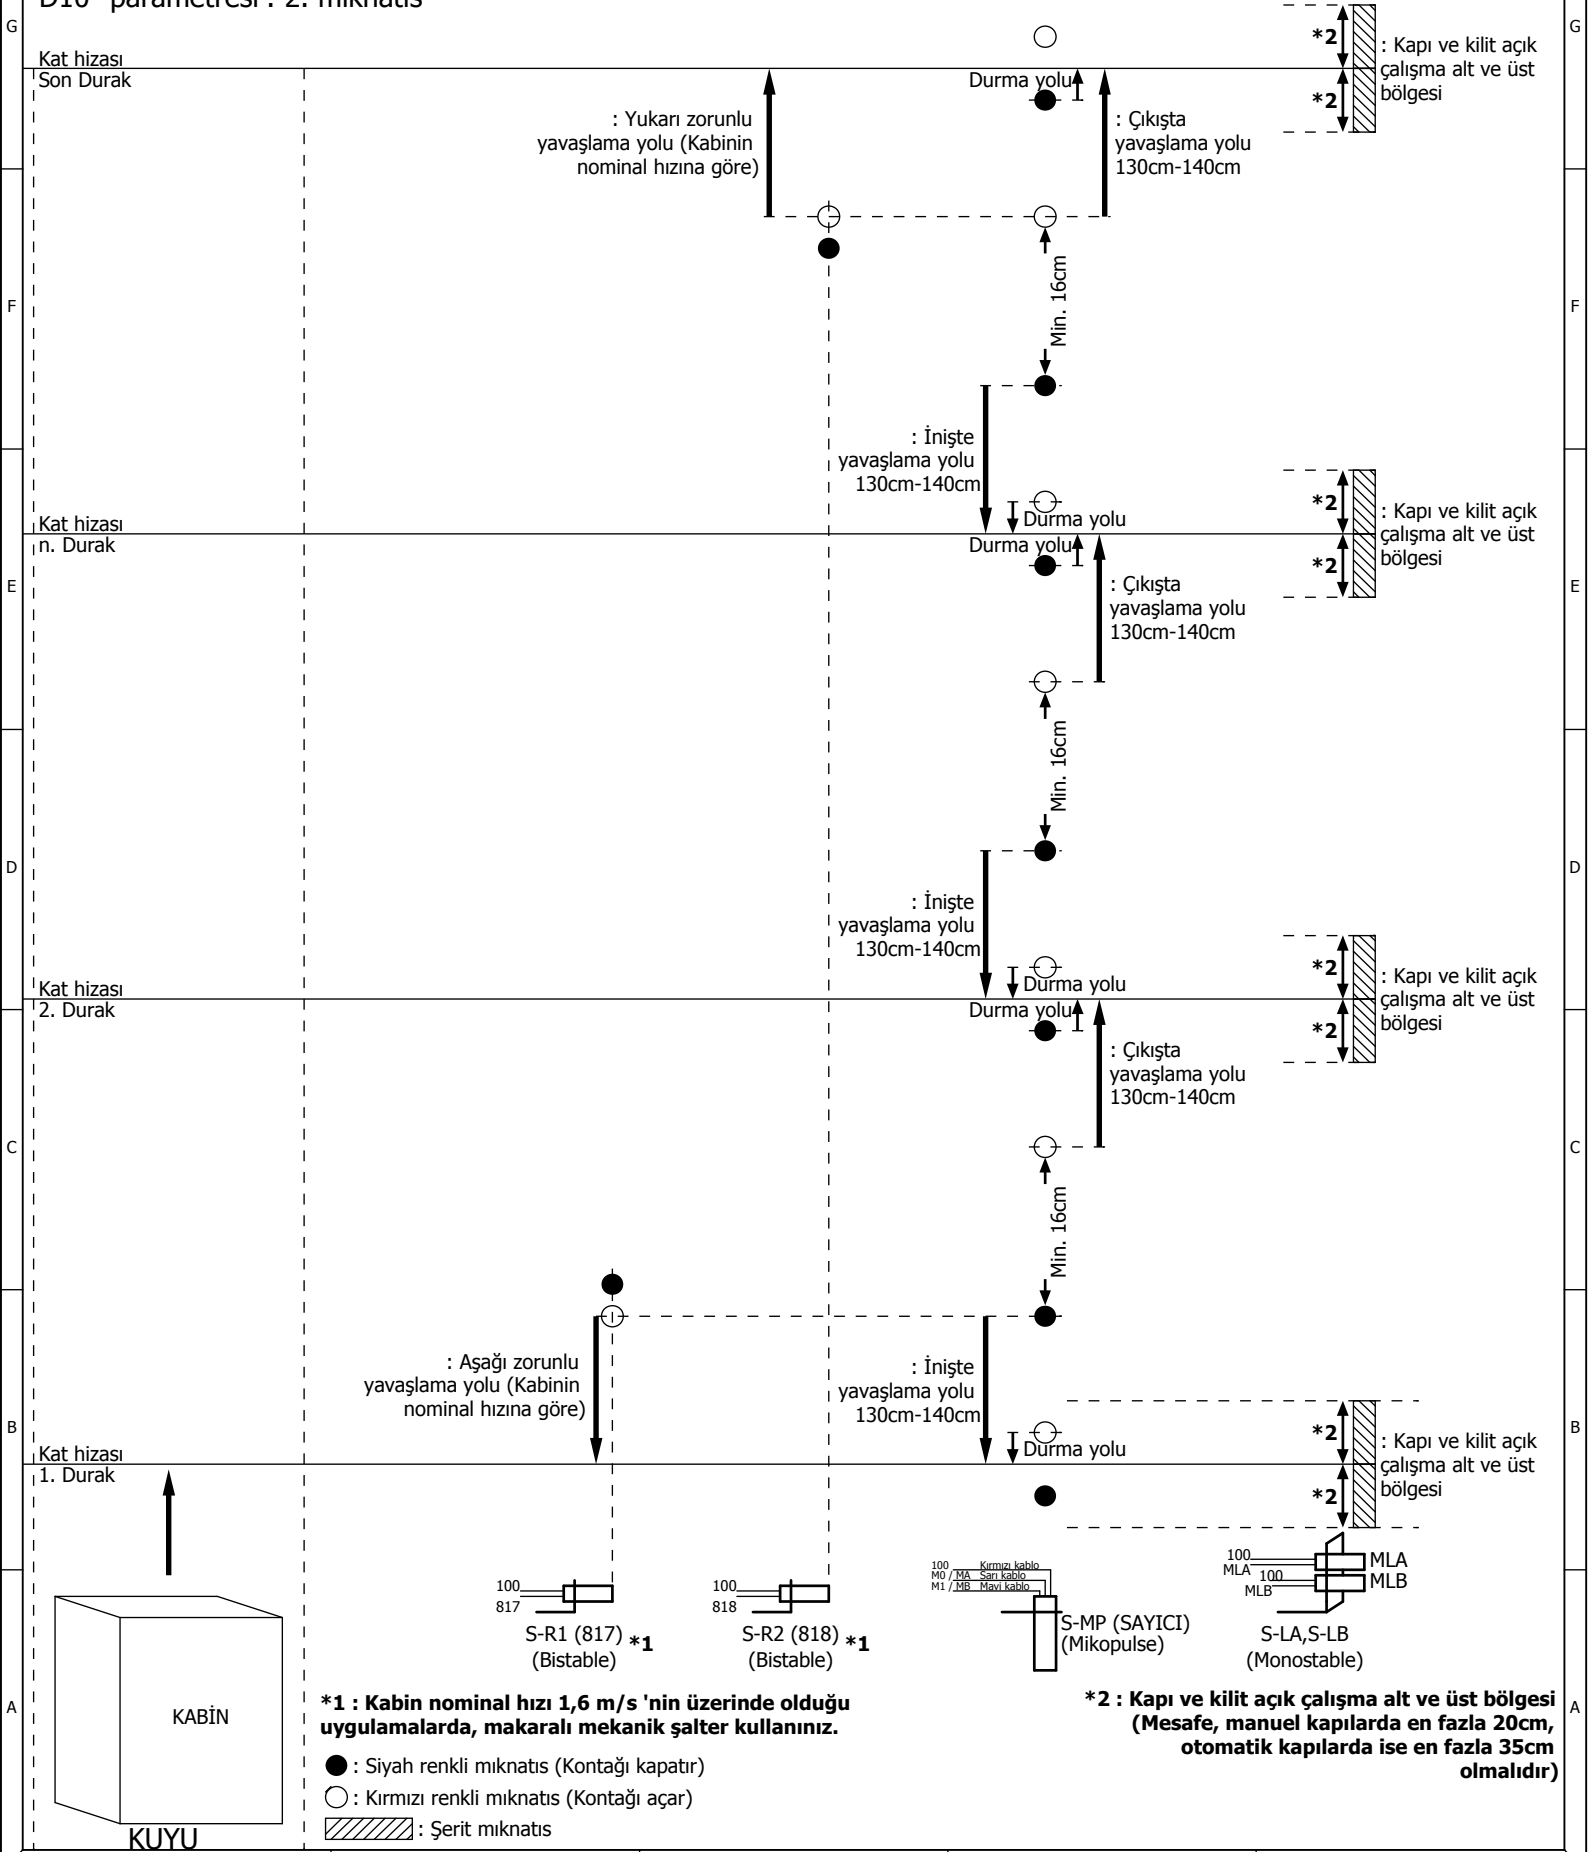 D10 parametresi : 2. mıknatıs
G
G
Kat hizası
Son Durak
Durma yolu
*2
*2
: Kapı ve kilit açık
çalışma alt ve üst
bölgesi
: Yukarı zorunlu
yavaşlama yolu (Kabinin
nominal hızına göre)
: Çıkışta
yavaşlama yolu
130cm-140cm
F
F
Min. 16cm
: İnişte
yavaşlama yolu
130cm-140cm
Durma yolu
Kat hizası
n. Durak
Durma yolu
*2
*2
: Kapı ve kilit açık
çalışma alt ve üst
bölgesi
E
E
: Çıkışta
yavaşlama yolu
130cm-140cm
Min. 16cm
D
D
: İnişte
yavaşlama yolu
130cm-140cm
Durma yolu
Kat hizası
2. Durak
Durma yolu
*2
*2
: Kapı ve kilit açık
çalışma alt ve üst
bölgesi
: Çıkışta
yavaşlama yolu
130cm-140cm
C
C
Min. 16cm
: Aşağı zorunlu
yavaşlama yolu (Kabinin
nominal hızına göre)
: İnişte
yavaşlama yolu
130cm-140cm
B
B
Durma yolu
Kat hizası
1. Durak
*2
*2
: Kapı ve kilit açık
çalışma alt ve üst
bölgesi
100
817
S-R1 (817) *1
(Bistable)
100
818
S-R2 (818) *1
(Bistable)
100 Kırmızı kablo
M0 / MA Sarı kablo
M1 / MB Mavi kablo
S-MP (SAYICI)
(Mikopulse)
100
MLA
100
MLB
MLA
MLB
S-LA,S-LB
(Monostable)
A
A
KABİN
KUYU
*1 : Kabin nominal hızı 1,6 m/s 'nin üzerinde olduğu
uygulamalarda, makaralı mekanik şalter kullanınız.
: Siyah renkli mıknatıs (Kontağı kapatır)
: Kırmızı renkli mıknatıs (Kontağı açar)
: Şerit mıknatıs
*2 : Kapı ve kilit açık çalışma alt ve üst bölgesi
(Mesafe, manuel kapılarda en fazla 20cm,
otomatik kapılarda ise en fazla 35cm
olmalıdır)